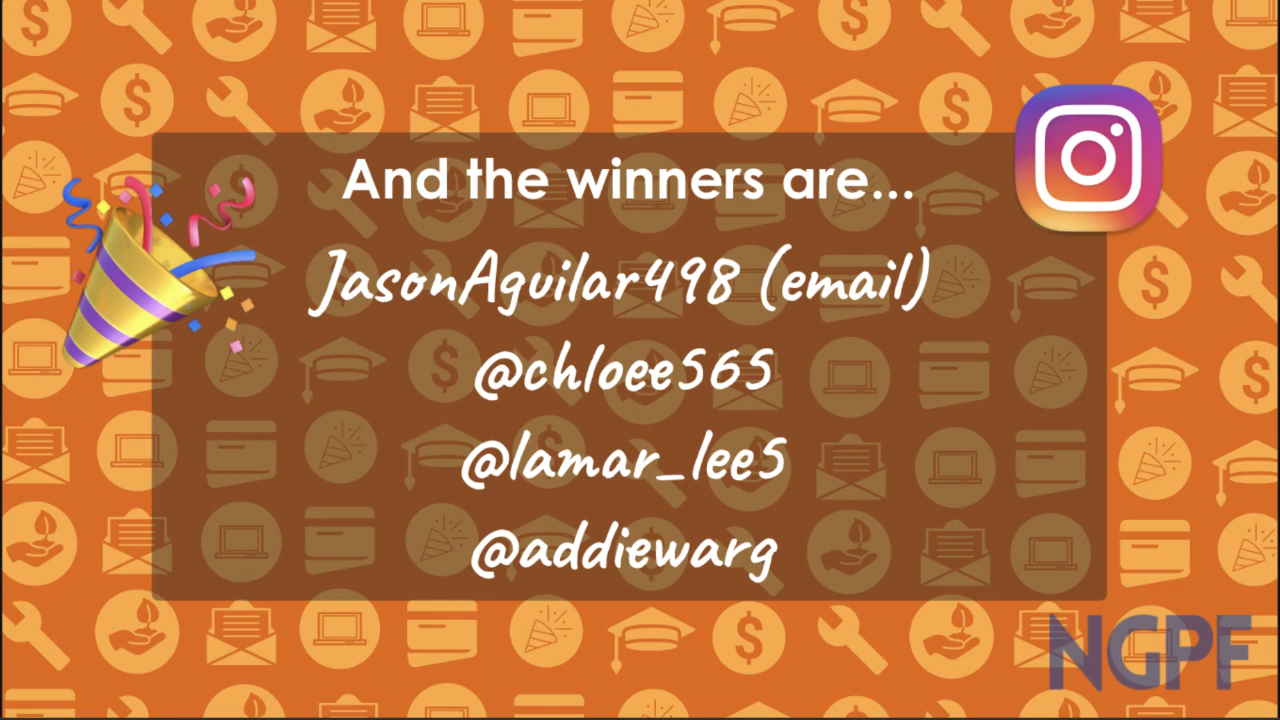 And the winners are...
JasonAguilar498 (email)
@chloee565
@lamar_lee5
@addiewarg
NGPF